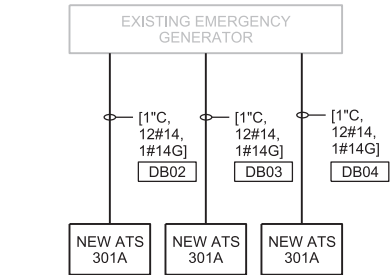 EXISTING EMERGENCY
GENERATOR
[1"C,
12#14,
1#14G]
DB02
[1"C,
12#14,
1#14G]
DB03
[1"C,
12#14,
1#14G]
DB04
NEW ATS
301A
NEW ATS
301A
NEW ATS
301A